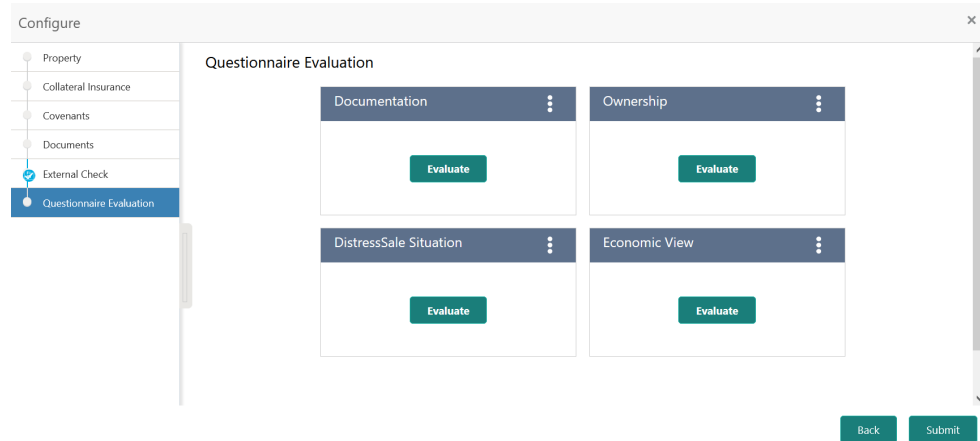 Configure
Property
Collateral Insurance
Covenants
Documents
External Check
Questionnaire Evaluation
Questionnaire Evaluation
Documentation
Ownership
Evaluate
Evaluate
DistressSale Situation
Economic View
Evaluate
Evaluate
Back
Submit